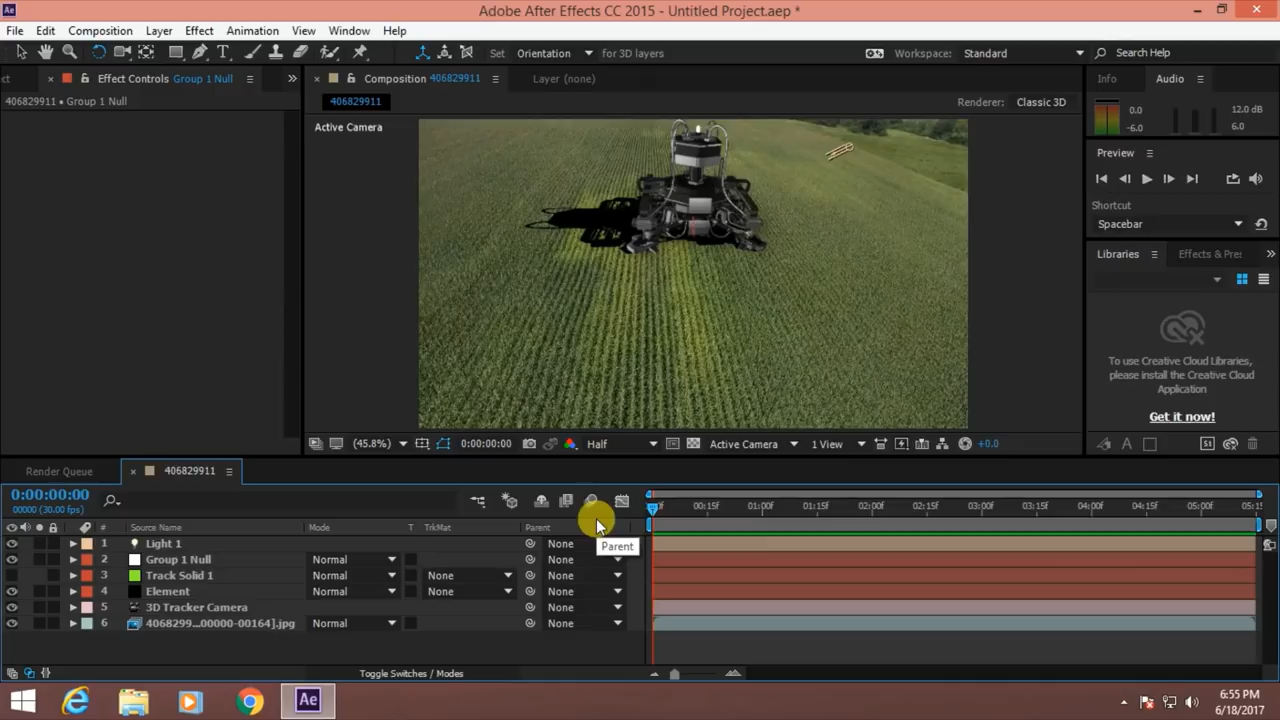 Ae Adobe After Effects CC 2015 - Untitled Project.aep *
File Edit Composition Layer Effect Animation View Window Help
T Set Orientation for 3D layers Workspace: Standard Search Help
ct × Effect Controls Group 1 Null × Composition 406829911 Layer (none) Info Audio
406829911 • Group 1 Null 406829911 Renderer: Classic 3D
0.0 12.0 dB
-6.0 6.0
Active Camera
Preview
Shortcut
Spacebar
Libraries Effects & Pres
To use Creative Cloud Libraries,
please install the Creative Cloud
Application
Get it now!
(45.8%) 0:00:00:00 Half Active Camera 1 View +0.0
Render Queue × 406829911
0:00:00:00
00000 (30.00 fps)
00:15f 01:00f 01:15f 02:00f 02:15f 03:00f 03:15f 04:00f 04:15f 05:00f 05:15
# Source Name Mode T TrkMat Parent
1 Light 1 None
Parent
2 Group 1 Null Normal None
3 Track Solid 1 Normal None None
4 Element Normal None None
5 3D Tracker Camera None
6 4068299...00000-00164].jpg Normal None
Toggle Switches / Modes
Ae
6:55 PM
6/18/2017